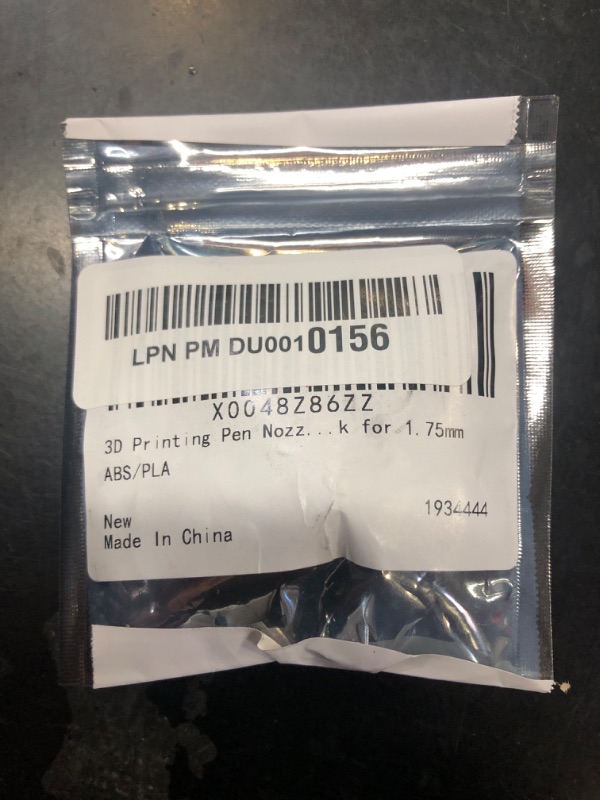 LPN PM DU0010156
X0048Z86ZZ
3D Printing Pen Nozz...k for 1.75mm
ABS/PLA
1934444
New
Made In China